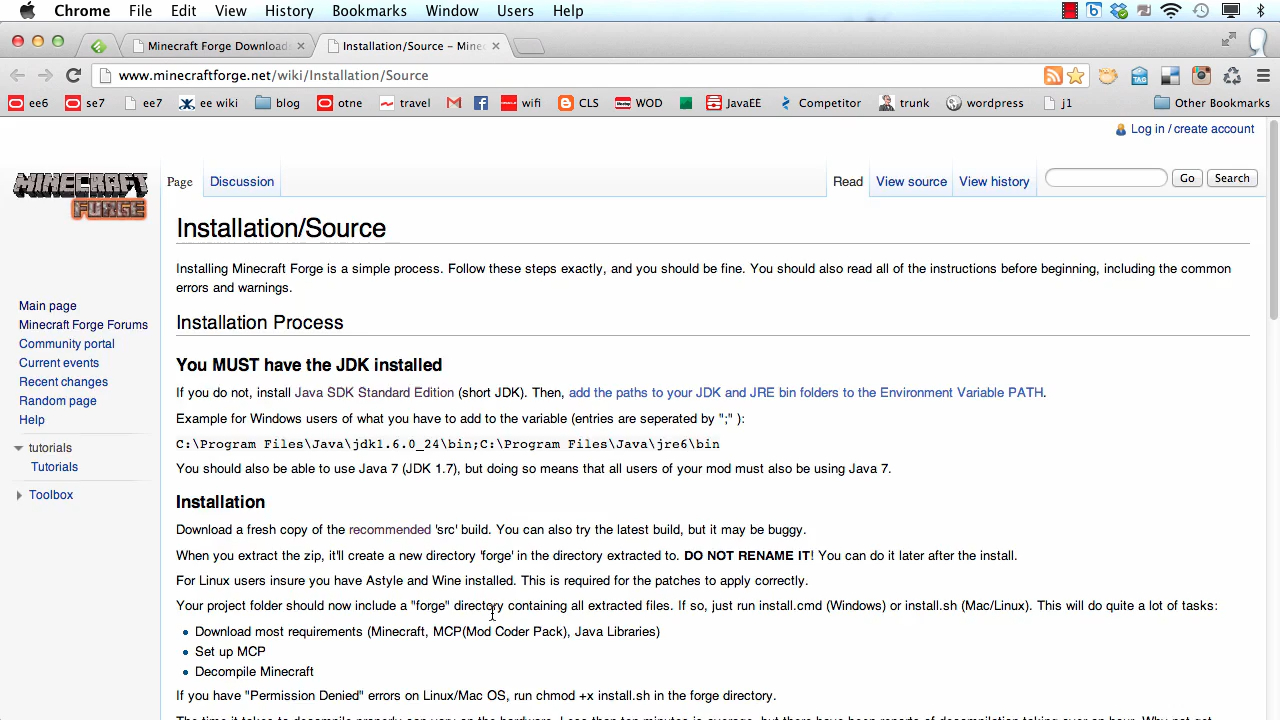 Chrome File Edit View History Bookmarks Window Users Help
Minecraft Forge Download Installation/Source – Mine
www.minecraftforge.net/wiki/Installation/Source
ee6 se7 ee7 ee wiki blog otne travel wifi CLS WOD JavaEE Competitor trunk wordpress j1 Other Bookmarks
Log in / create account
MINECRAFT FORGE
Page Discussion Read View source View history Go Search
Installation/Source
Installing Minecraft Forge is a simple process. Follow these steps exactly, and you should be fine. You should also read all of the instructions before beginning, including the common
errors and warnings.
Main page
Minecraft Forge Forums
Community portal
Current events
Recent changes
Random page
Help
tutorials
Tutorials
Toolbox
Installation Process
You MUST have the JDK installed
If you do not, install Java SDK Standard Edition (short JDK). Then, add the paths to your JDK and JRE bin folders to the Environment Variable PATH.
Example for Windows users of what you have to add to the variable (entries are seperated by ";" ):
C:\Program Files\Java\jdk1.6.0_24\bin;C:\Program Files\Java\jre6\bin
You should also be able to use Java 7 (JDK 1.7), but doing so means that all users of your mod must also be using Java 7.
Installation
Download a fresh copy of the recommended 'src' build. You can also try the latest build, but it may be buggy.
When you extract the zip, it'll create a new directory 'forge' in the directory extracted to. DO NOT RENAME IT! You can do it later after the install.
For Linux users insure you have Astyle and Wine installed. This is required for the patches to apply correctly.
Your project folder should now include a "forge" directory containing all extracted files. If so, just run install.cmd (Windows) or install.sh (Mac/Linux). This will do quite a lot of tasks:
Download most requirements (Minecraft, MCP(Mod Coder Pack), Java Libraries)
Set up MCP
Decompile Minecraft
If you have "Permission Denied" errors on Linux/Mac OS, run chmod +x install.sh in the forge directory.